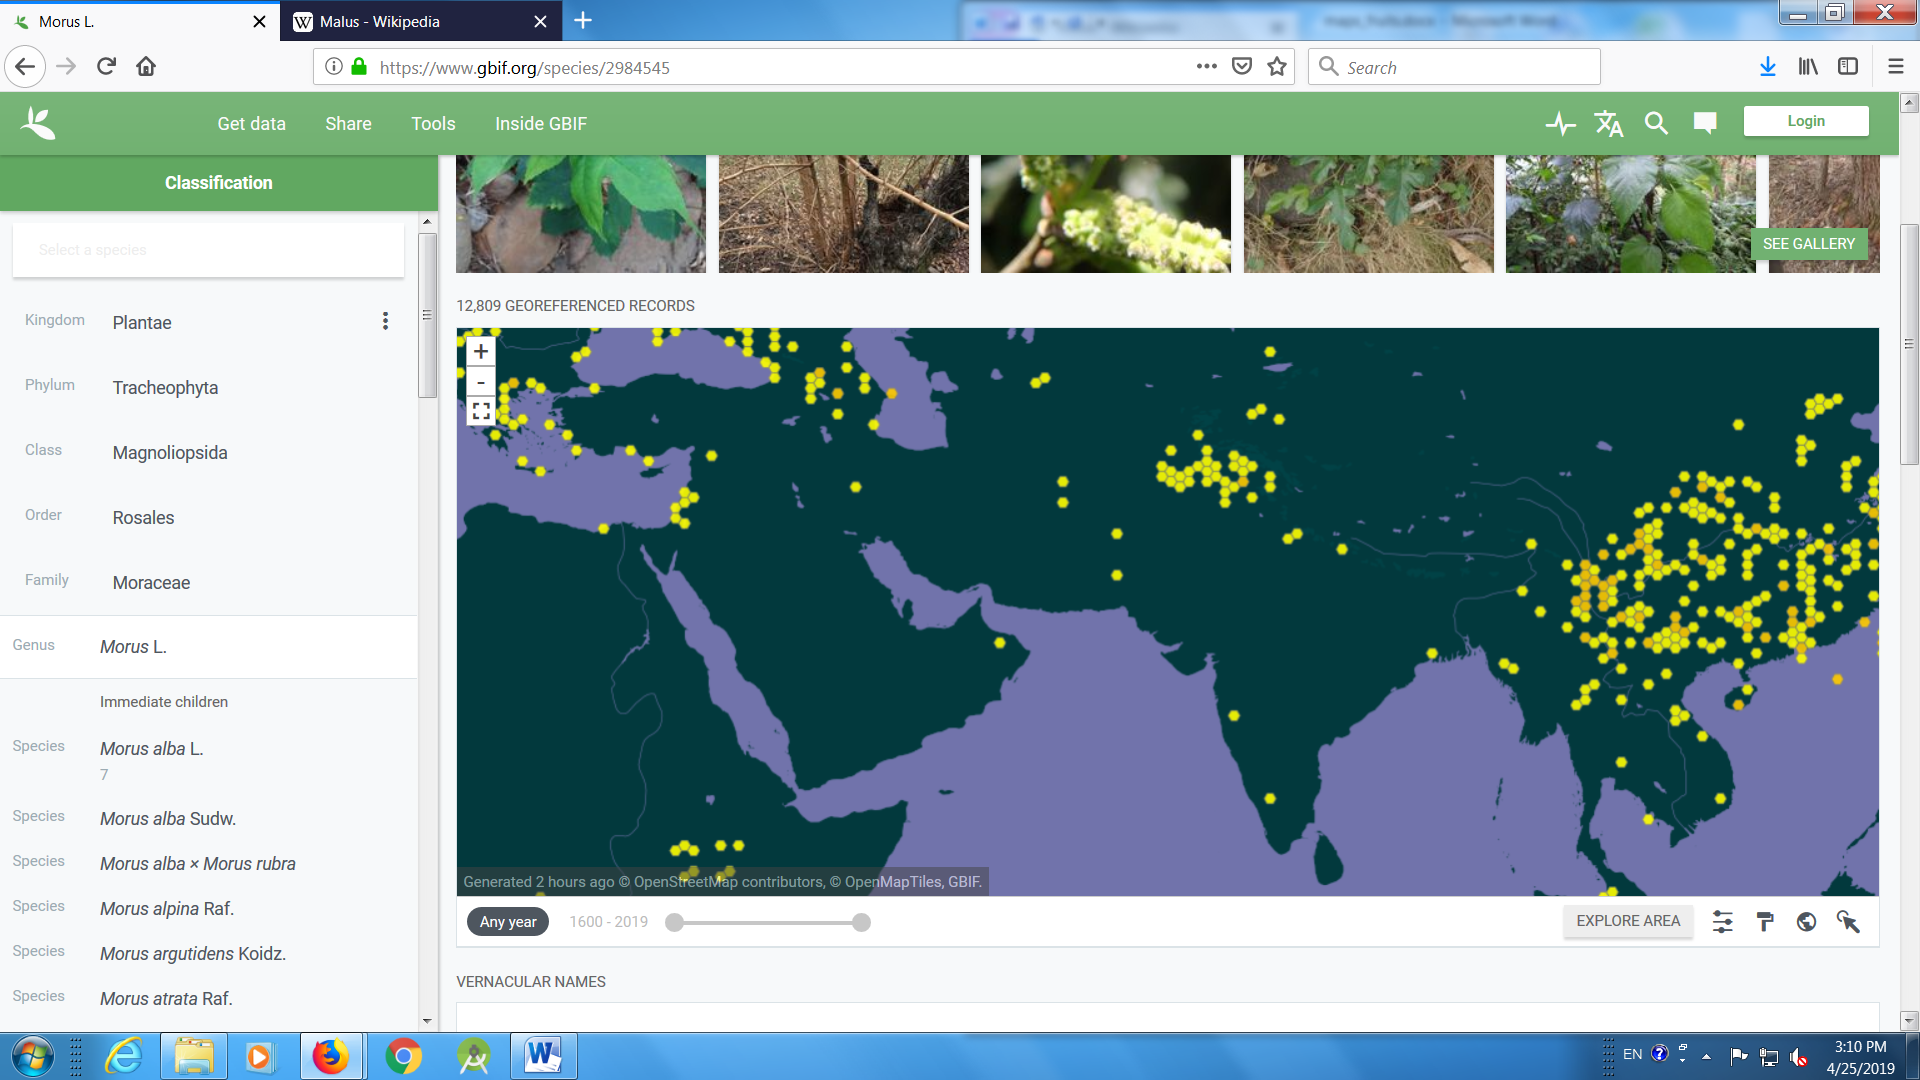 Morus L.
Malus - Wikipedia
https://www.gbif.org/species/2984545
Search
Get data
Share
Tools
Inside GBIF
Login
Classification
Select a species
Kingdom
Plantae
Phylum
Tracheophyta
Class
Magnoliopsida
Order
Rosales
Family
Moraceae
Genus
Morus L.
Immediate children
Species
Morus alba L.
7
Species
Morus alba Sudw.
Species
Morus alba × Morus rubra
Species
Morus alpina Raf.
Species
Morus argutidens Koidz.
Species
Morus atrata Raf.
SEE GALLERY
12,809 GEOREFERENCED RECORDS
+
-
Generated 2 hours ago © OpenStreetMap contributors, © OpenMapTiles, GBIF.
Any year
1600 - 2019
EXPLORE AREA
VERNACULAR NAMES
EN
3:10 PM
4/25/2019